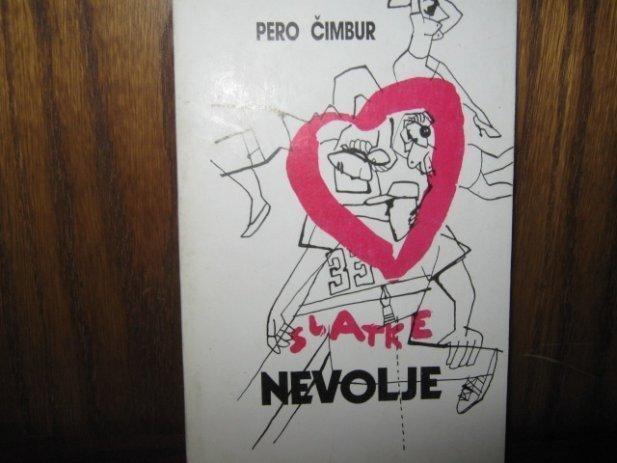 PERO ČIMBUR
33
SLATKE
NEVOLJE